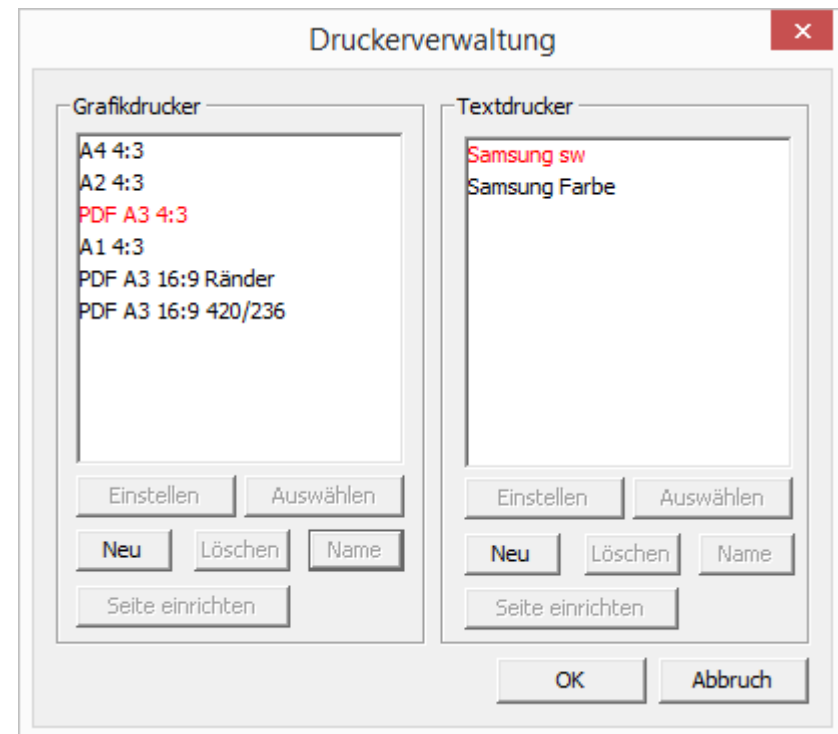 Druckerverwaltung
Grafikdrucker
A4 4:3
A2 4:3
PDF A3 4:3
A1 4:3
PDF A3 16:9 Ränder
PDF A3 16:9 420/236
Einstellen Auswählen
Neu Löschen Name
Seite einrichten
Textdrucker
Samsung sw
Samsung Farbe
Einstellen Auswählen
Neu Löschen Name
Seite einrichten
OK Abbruch